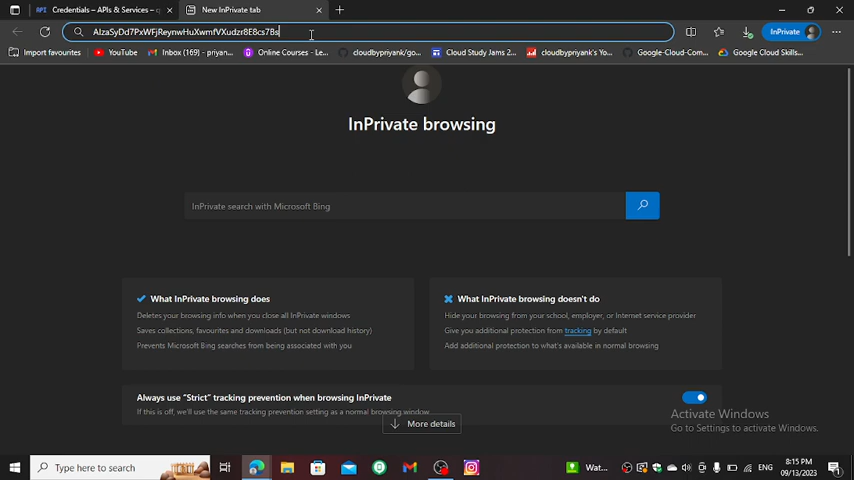 API Credentials – APIs & Services – q
New InPrivate tab
InPrivate
Import favourites
YouTube
Inbox (169) - priyam...
Online Courses - Le...
cloudbypriyank/go...
Cloud Study Jams 2...
cloudbypriyank's Yo...
Google-Cloud-Com...
Google Cloud Skills...
InPrivate browsing
InPrivate search with Microsoft Bing
What InPrivate browsing does
Deletes your browsing info when you close all InPrivate windows
Saves collections, favourites and downloads (but not download history)
Prevents Microsoft Bing searches from being associated with you
What InPrivate browsing doesn't do
Hide your browsing from your school, employer, or Internet service provider
Give you additional protection from tracking by default
Add additional protection to what's available in normal browsing
Always use "Strict" tracking prevention when browsing InPrivate
If this is off, we'll use the same tracking prevention setting as a normal browsing window
More details
Activate Windows
Go to Settings to activate Windows.
Type here to search
Wat...
ENG
8:15 PM
09/13/2023
1